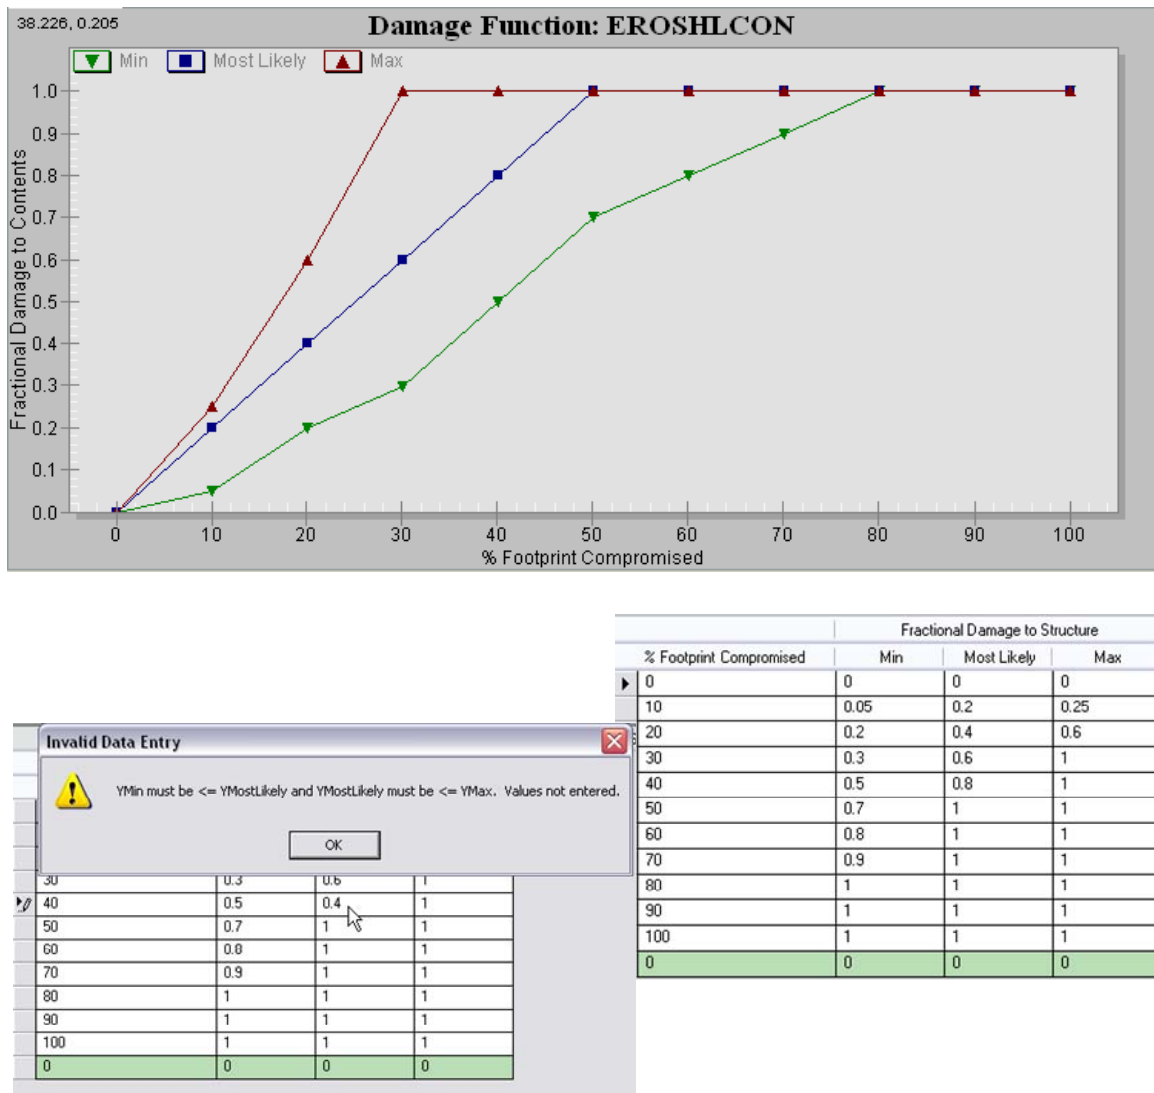 38.226, 0.205
Damage Function: EROSHLCON
Min Most Likely Max
Fractional Damage to Contents
1.0
0.9
0.8
0.7
0.6
0.5
0.4
0.3
0.2
0.1
0.0
0 10 20 30 40 50 60 70 80 90 100
% Footprint Compromised
Fractional Damage to Structure
% Footprint Compromised Min Most Likely Max
0 0 0 0
10 0.05 0.2 0.25
20 0.2 0.4 0.6
30 0.3 0.6 1
40 0.5 0.8 1
50 0.7 1 1
60 0.8 1 1
70 0.9 1 1
80 1 1 1
90 1 1 1
100 1 1 1
0 0 0 0
Invalid Data Entry
YMin must be <= YMostLikely and YMostLikely must be <= YMax. Values not entered.
OK
30 0.3 0.6 1
40 0.5 0.4 1
50 0.7 1 1
60 0.8 1 1
70 0.9 1 1
80 1 1 1
90 1 1 1
100 1 1 1
0 0 0 0